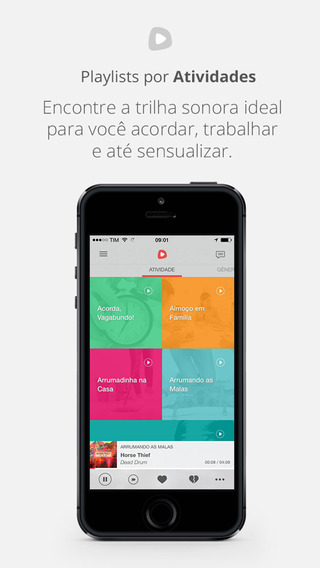 Playlists por Atividades
Encontre a trilha sonora ideal
para você acordar, trabalhar
e até sensualizar.
TIM 09:01
ATIVIDADE GÊNER
Acorda,
Vagabundo!
Almoço em
Família
Arrumadinha na
Casa
Arrumando as
Malas
ARRUMANDO AS MALAS
Horse Thief
Dead Drum
00:08 / 04:09